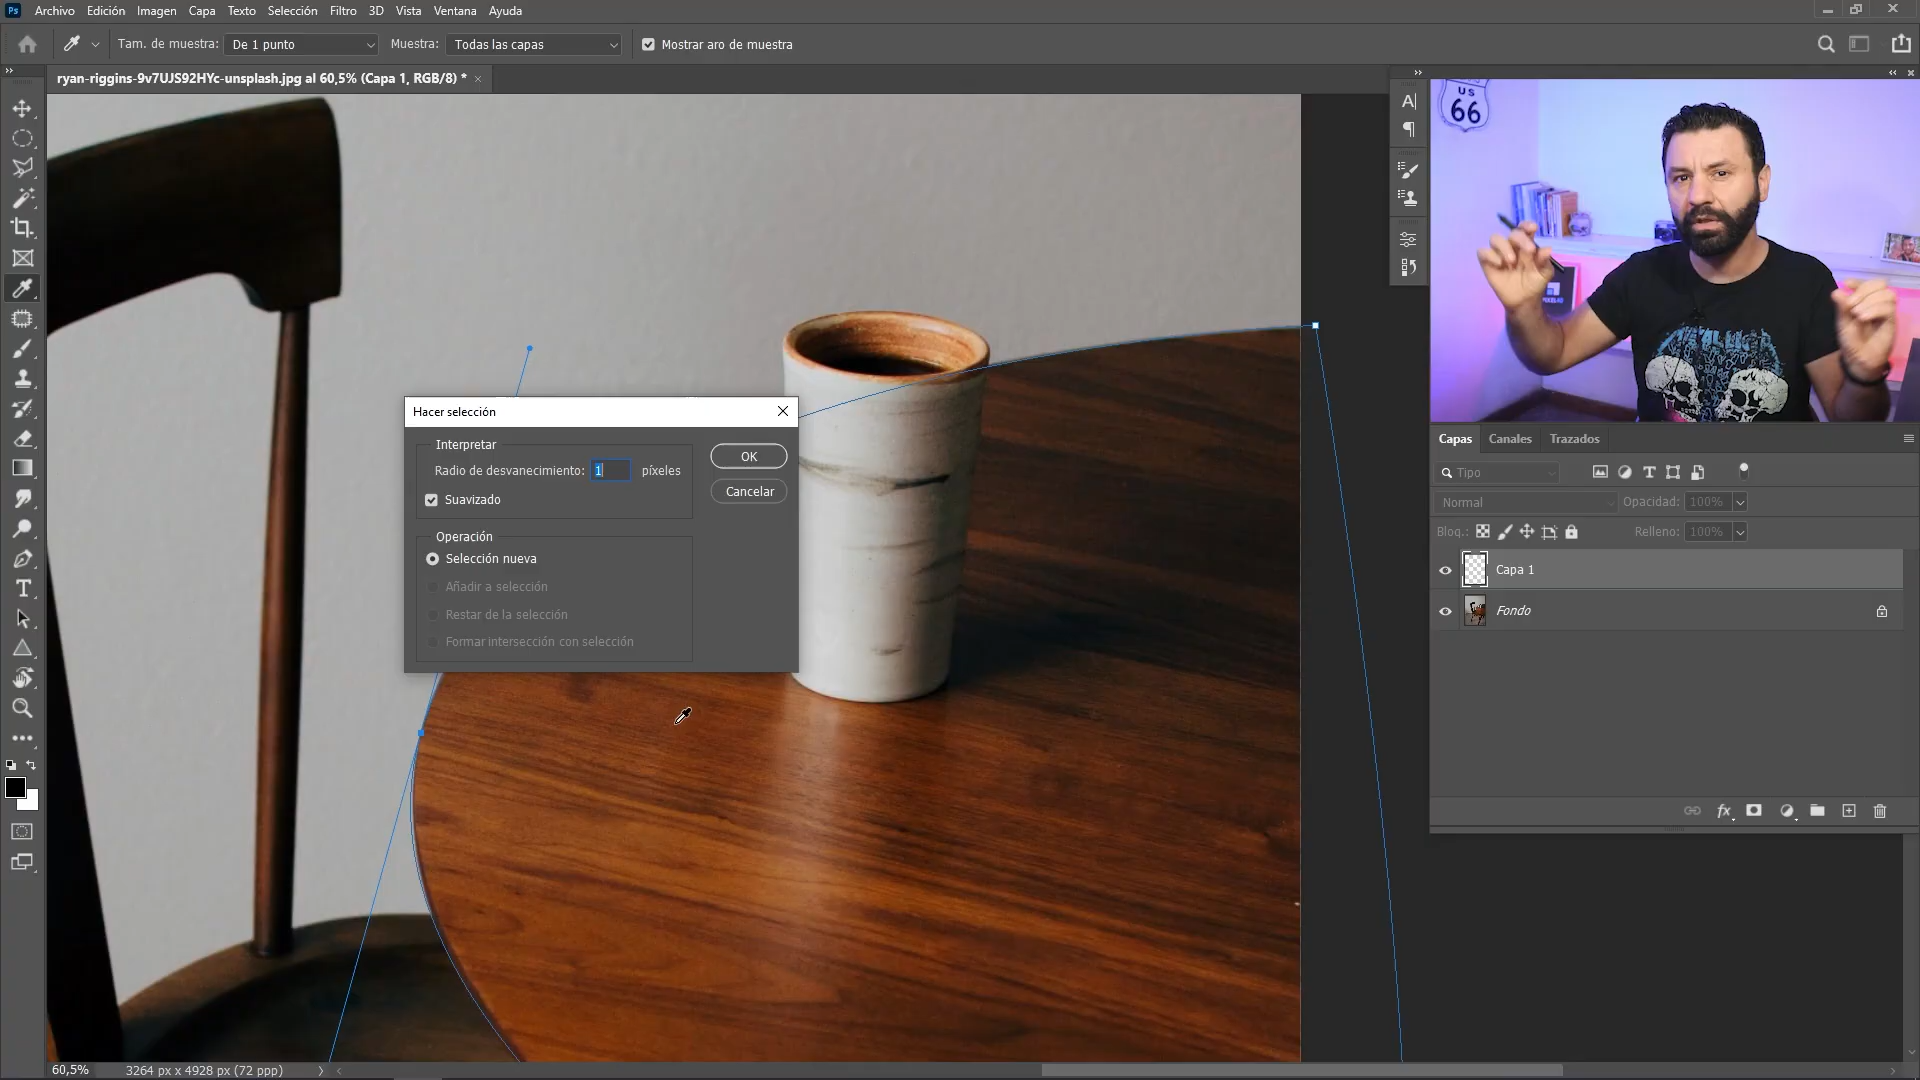 Ps Archivo Edición Imagen Capa Texto Selección Filtro 3D Vista Ventana Ayuda
Tam. de muestra: De 1 punto Muestra: Todas las capas Mostrar aro de muestra
ryan-riggins-9v7UJS92HYc-unsplash.jpg al 60,5% (Capa 1, RGB/8) *
US
66
Hacer selección
Interpretar
Radio de desvanecimiento: 1 píxeles
Suavizado
OK
Cancelar
Operación
Selección nueva
Añadir a selección
Restar de la selección
Formar intersección con selección
Capas Canales Trazados
Tipo
Normal Opacidad: 100%
Bloq.: Relleno: 100%
Capa 1
Fondo
60,5% 3264 px x 4928 px (72 ppp)